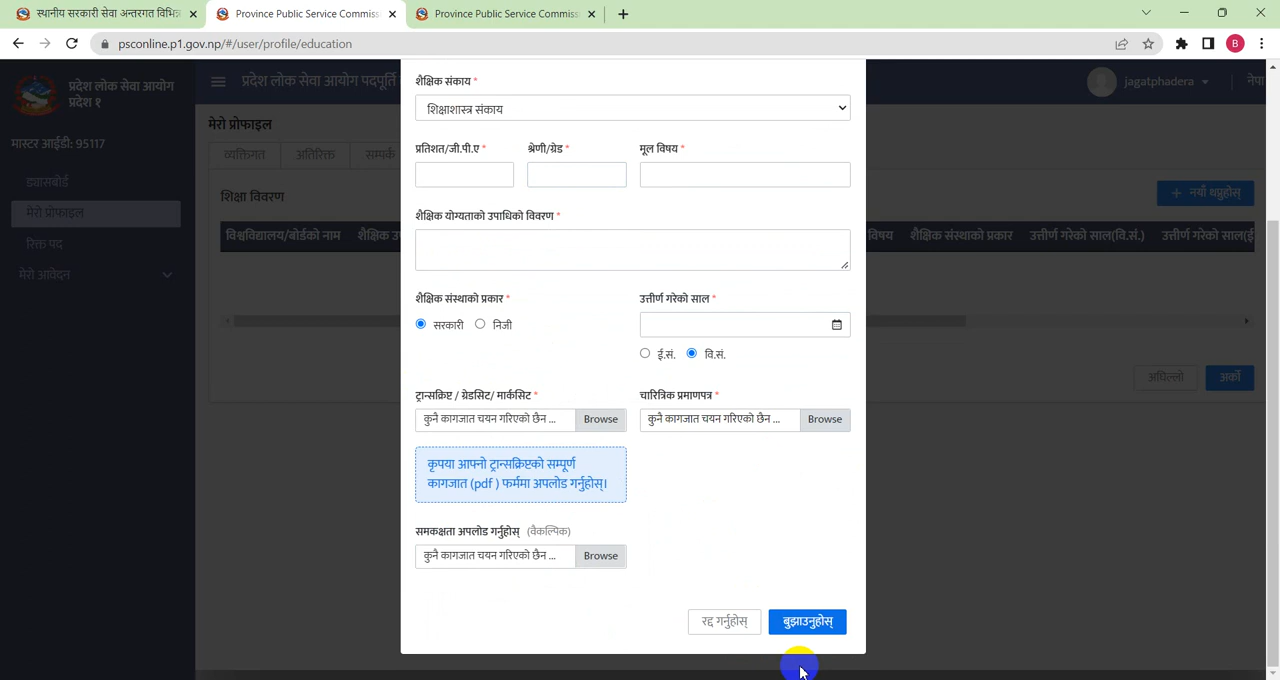 स्थानीय सरकारी सेवा अन्तरगत विभिन्न
Province Public Service Commiss
Province Public Service Commiss
psconline.p1.gov.np/#/user/profile/education
B
प्रदेश लोक सेवा आयोग
प्रदेश १
प्रदेश लोक सेवा आयोग पदपूर्ति
jagatphadera
नेपा
मास्टर आईडी: 95117
ड्यासबोर्ड
मेरो प्रोफाइल
रिक्त पद
मेरो आवेदन
मेरो प्रोफाइल
व्यक्तिगत
अतिरिक्त
सम्पर्क
शिक्षा विवरण
+ नयाँ थप्नुहोस्
विश्वविद्यालय/बोर्डको नाम शैक्षिक उ
विषय शैक्षिक संस्थाको प्रकार उत्तीर्ण गरेको साल(वि.सं.) उत्तीर्ण गरेको साल(ई
अघिल्लो
अर्को
शैक्षिक संकाय *
शिक्षाशास्त्र संकाय
प्रतिशत/जी.पी.ए * श्रेणी/ग्रेड * मूल विषय *
शैक्षिक योग्यताको उपाधिको विवरण *
शैक्षिक संस्थाको प्रकार * उत्तीर्ण गरेको साल *
सरकारी निजी
ई.सं. वि.सं.
ट्रान्सक्रिप्ट / ग्रेडसिट/ मार्कसिट * चारित्रिक प्रमाणपत्र *
कुनै कागजात चयन गरिएको छैन ... Browse कुनै कागजात चयन गरिएको छैन ... Browse
कृपया आफ्नो ट्रान्सक्रिप्टको सम्पूर्ण
कागजात (pdf ) फर्ममा अपलोड गर्नुहोस्।
समकक्षता अपलोड गर्नुहोस् (वैकल्पिक)
कुनै कागजात चयन गरिएको छैन ... Browse
रद्द गर्नुहोस् बुझाउनुहोस्